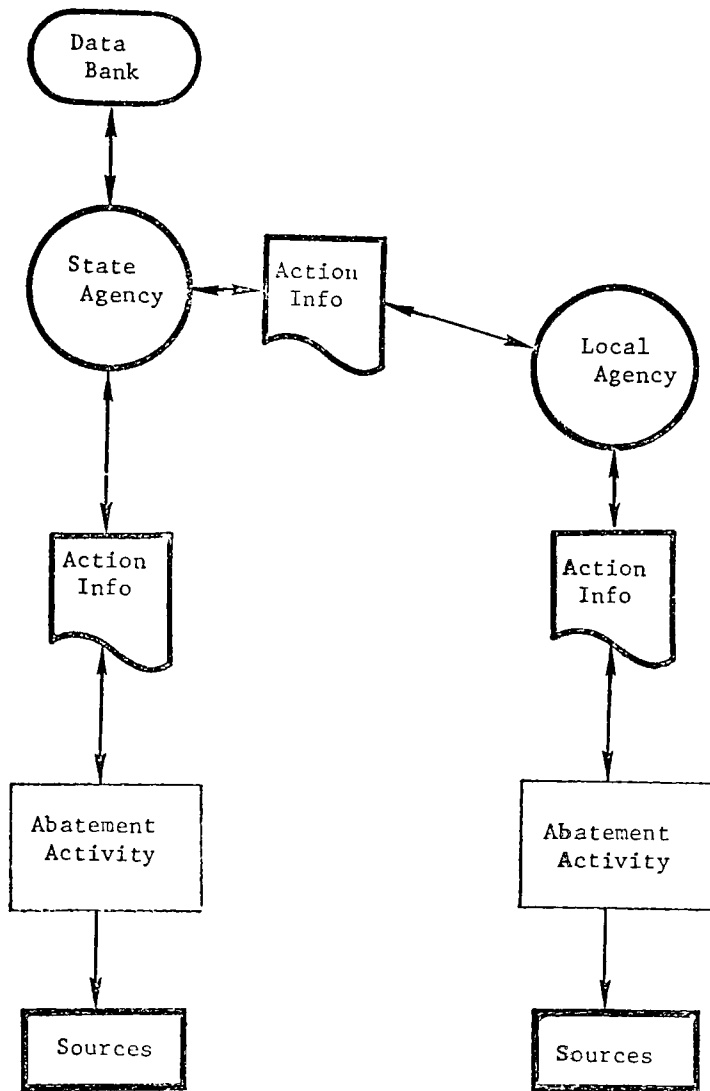 Data
Bank
State
Agency
Action
Info
Local
Agency
Action
Info
Action
Info
Abatement
Activity
Abatement
Activity
Sources
Sources